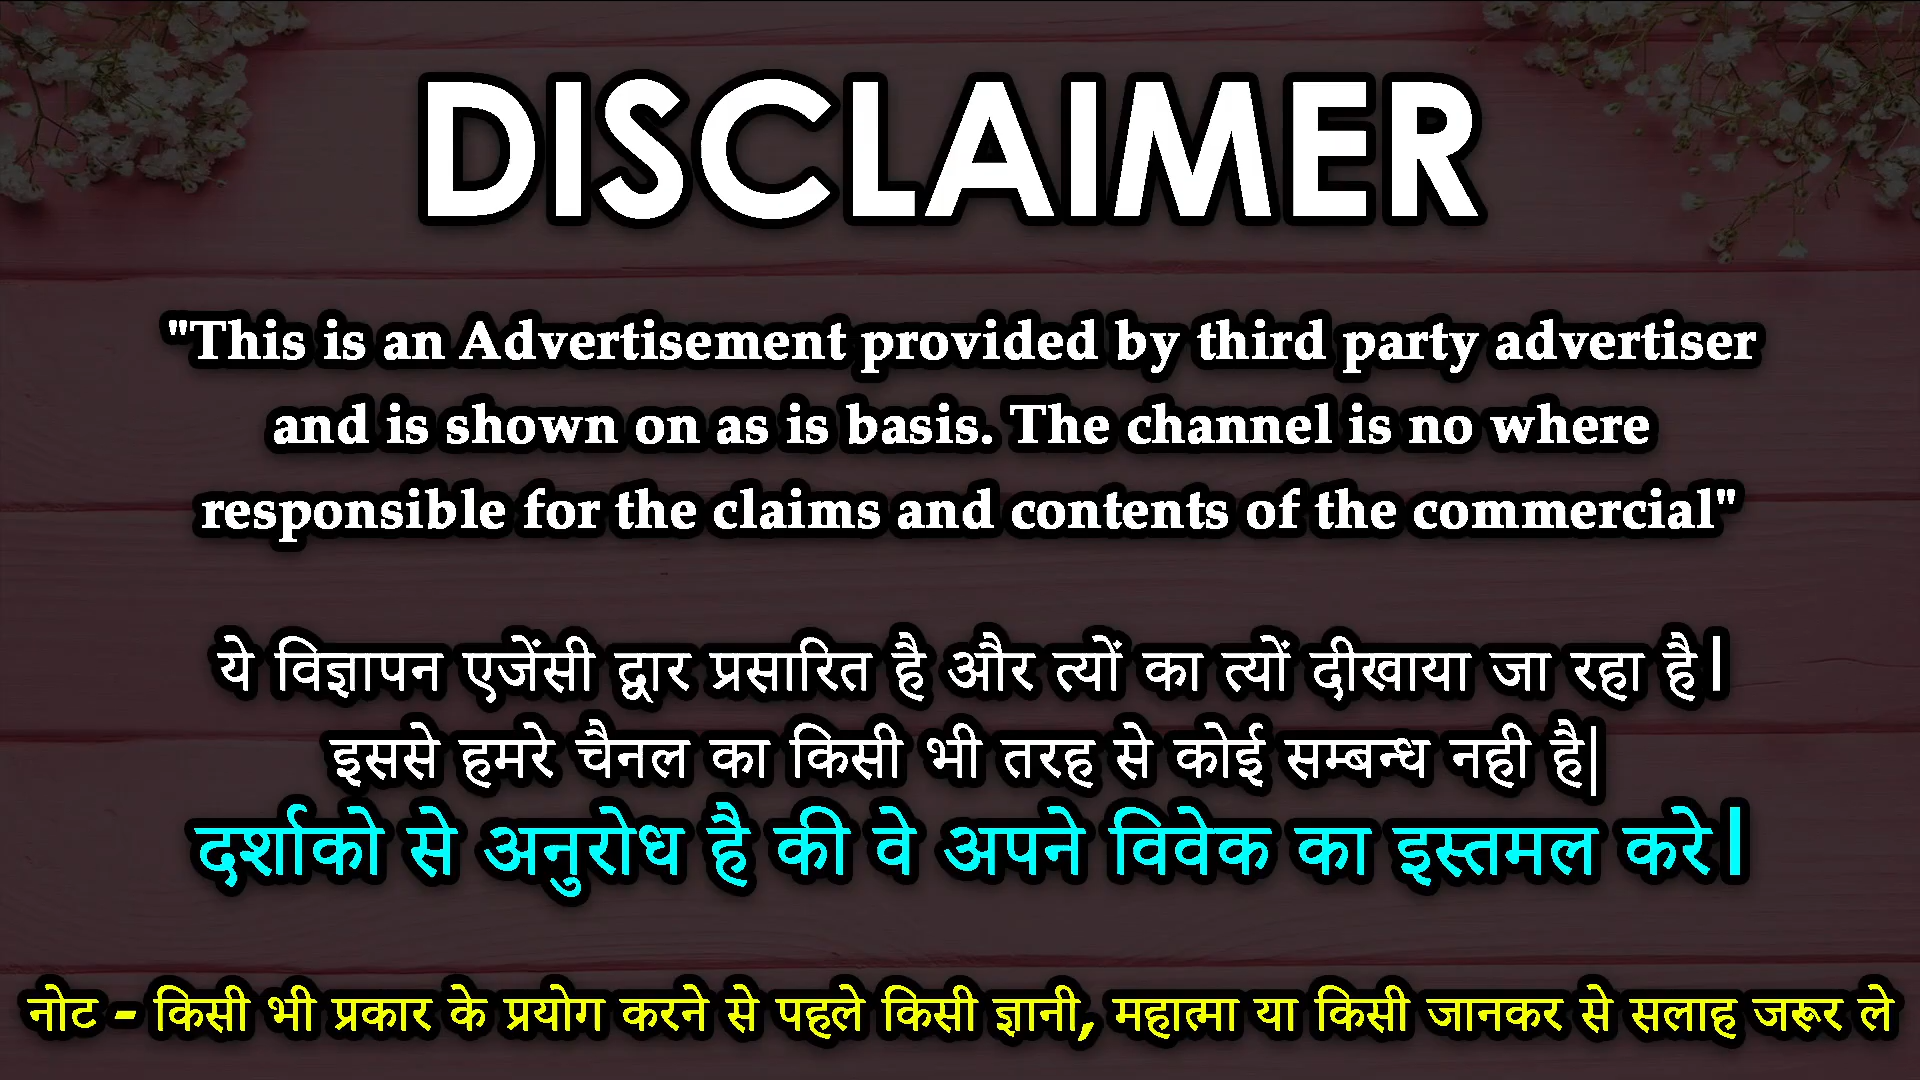 DISCLAIMER
"This is an Advertisement provided by third party advertiser
and is shown on as is basis. The channel is no where
responsible for the claims and contents of the commercial"
ये विज्ञापन एजेंसी द्वार प्रसारित है और त्यों का त्यों दीखाया जा रहा है।
इससे हमरे चैनल का किसी भी तरह से कोई सम्बन्ध नही है|
दर्शाको से अनुरोध है की वे अपने विवेक का इस्तमल करे।
नोट - किसी भी प्रकार के प्रयोग करने से पहले किसी ज्ञानी, महात्मा या किसी जानकर से सलाह जरूर ले